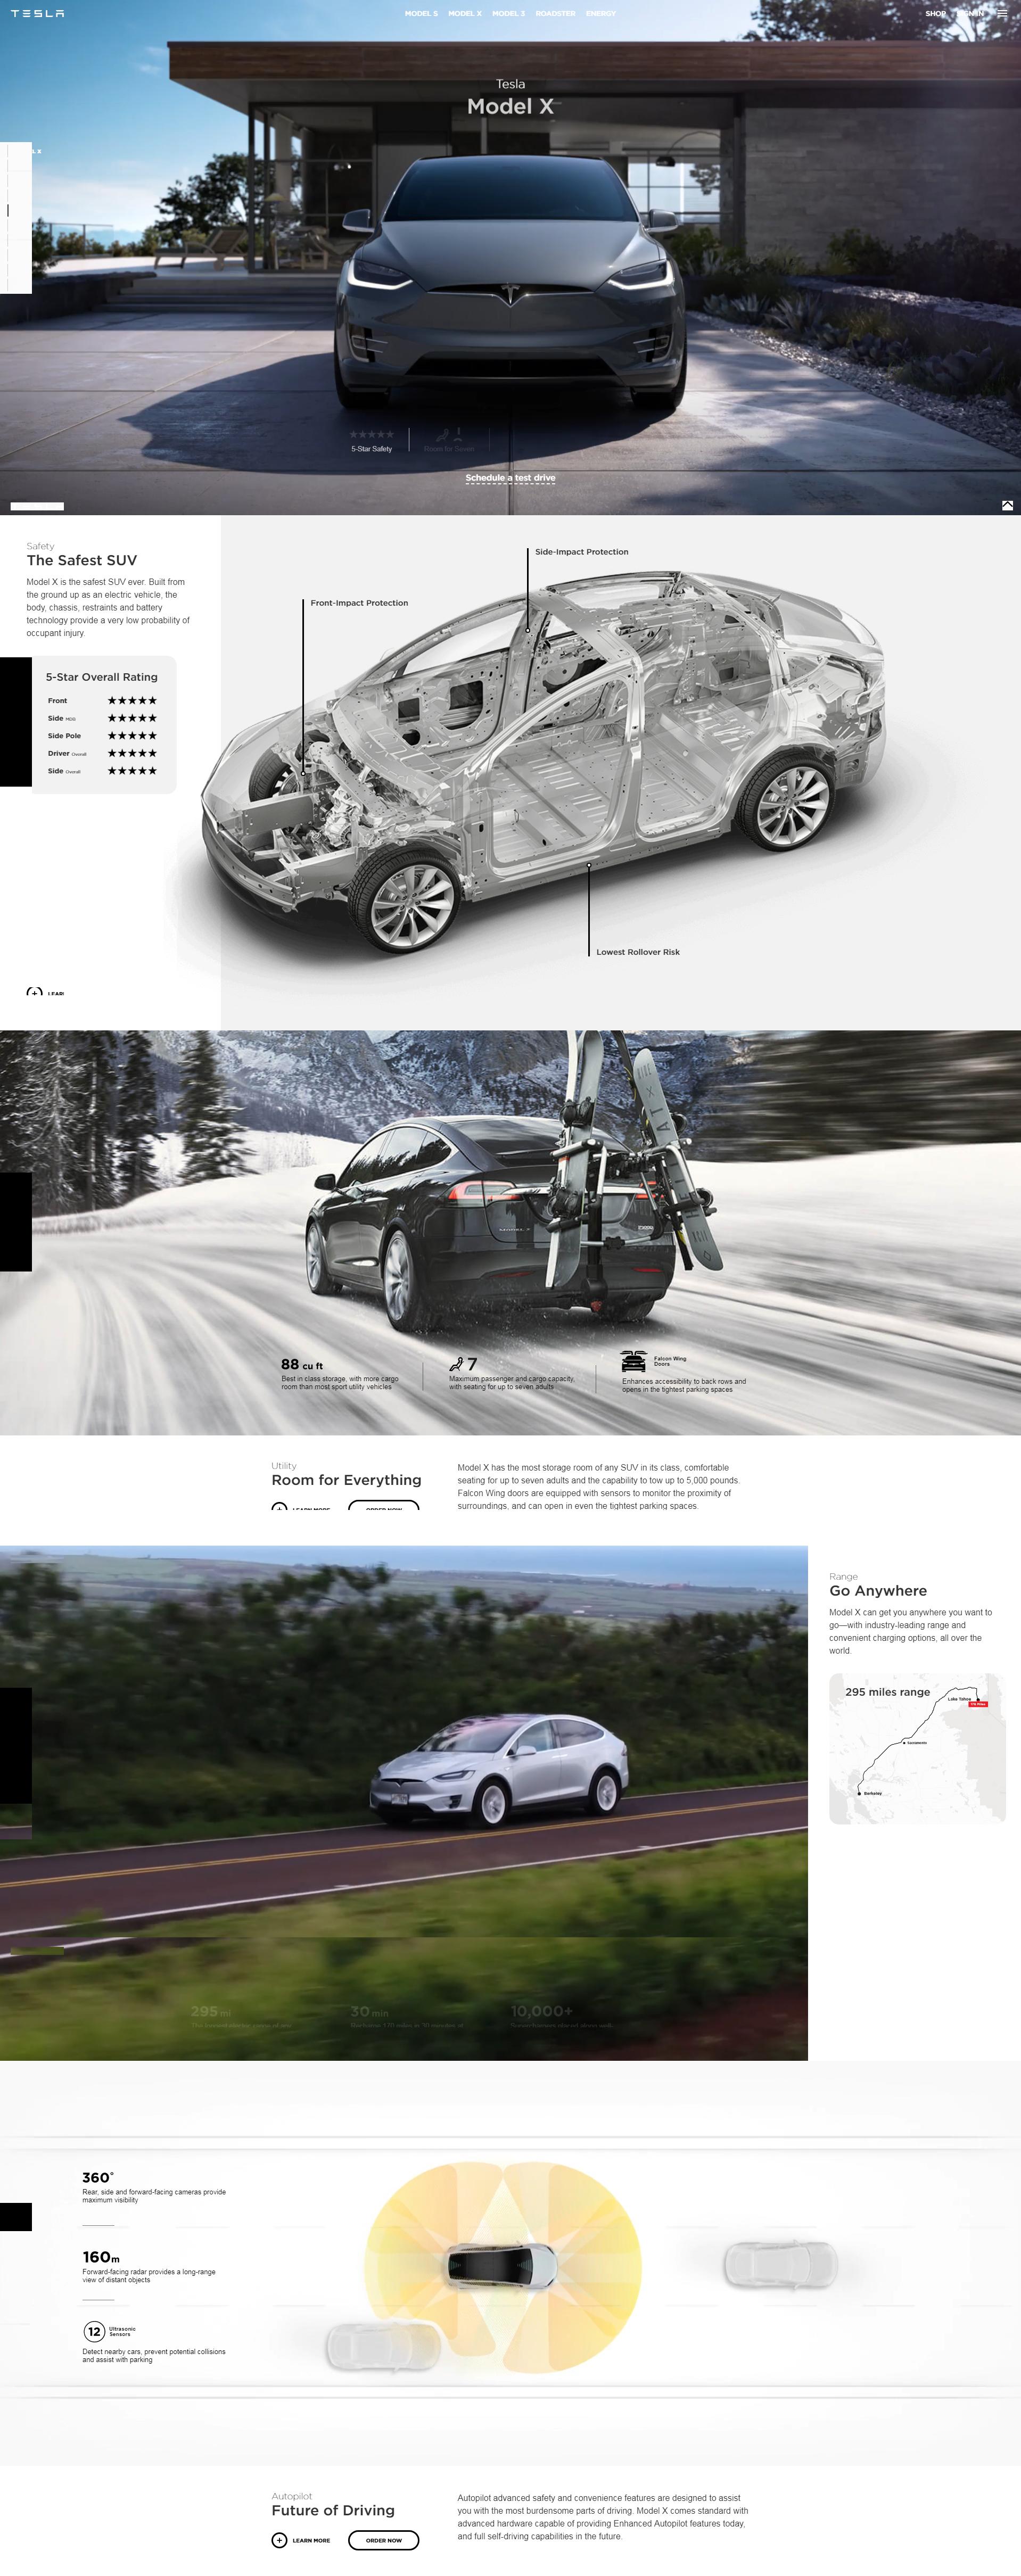 TESLA
MODEL S MODEL X MODEL 3 ROADSTER ENERGY
SHOP
Tesla
Model X
L X
5-Star Safety
Room for Seven
Schedule a test drive
Safety
The Safest SUV
Model X is the safest SUV ever. Built from
the ground up as an electric vehicle, the
body, chassis, restraints and battery
technology provide a very low probability of
occupant injury.
5-Star Overall Rating
Front ★★★★★
Side MDB ★★★★★
Side Pole ★★★★★
Driver Overall ★★★★★
Side Overall ★★★★★
Side-Impact Protection
Front-Impact Protection
Lowest Rollover Risk
88 cu ft
Best in class storage, with more cargo
room than most sport utility vehicles
7
Maximum passenger and cargo capacity,
with seating for up to seven adults
Falcon Wing
Doors
Enhances accessibility to back rows and
opens in the tightest parking spaces
Utility
Room for Everything
LEARN MORE
ORDER NOW
Model X has the most storage room of any SUV in its class, comfortable
seating for up to seven adults and the capability to tow up to 5,000 pounds.
Falcon Wing doors are equipped with sensors to monitor the proximity of
surroundings, and can open in even the tightest parking spaces.
Range
Go Anywhere
Model X can get you anywhere you want to
go—with industry-leading range and
convenient charging options, all over the
world.
295 miles range
Lake Tahoe
Sacramento
Berkeley
295 mi
30 min
10,000+
360°
Rear, side and forward-facing cameras provide
maximum visibility
160m
Forward-facing radar provides a long-range
view of distant objects
12 Ultrasonic
Sensors
Detect nearby cars, prevent potential collisions
and assist with parking
Autopilot
Future of Driving
LEARN MORE
ORDER NOW
Autopilot advanced safety and convenience features are designed to assist
you with the most burdensome parts of driving. Model X comes standard with
advanced hardware capable of providing Enhanced Autopilot features today,
and full self-driving capabilities in the future.